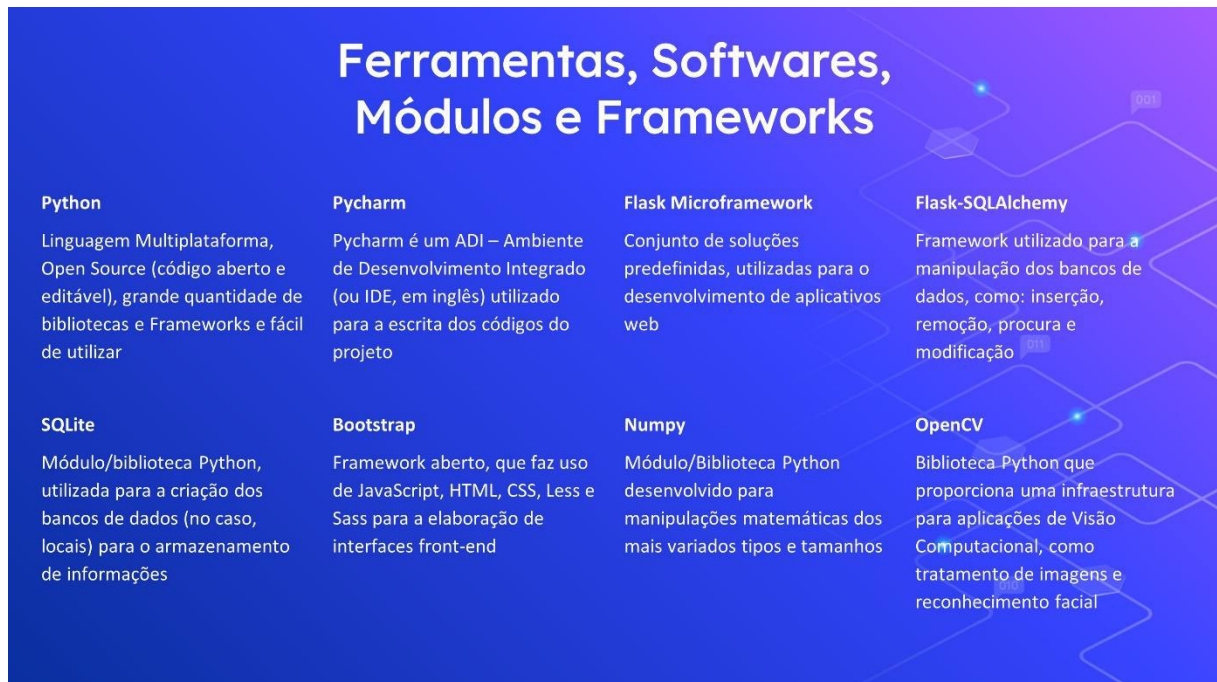 Ferramentas, Softwares,
Módulos e Frameworks
001
Python
Linguagem Multiplataforma,
Open Source (código aberto e
editável), grande quantidade de
bibliotecas e Frameworks e fácil
de utilizar
Pycharm
Pycharm é um ADI – Ambiente
de Desenvolvimento Integrado
(ou IDE, em inglês) utilizado
para a escrita dos códigos do
projeto
Flask Microframework
Conjunto de soluções
predefinidas, utilizadas para o
desenvolvimento de aplicativos
web
Flask-SQLAlchemy
Framework utilizado para a
manipulação dos bancos de
dados, como: inserção,
remoção, procura e
modificação
011
SQLite
Módulo/biblioteca Python,
utilizada para a criação dos
bancos de dados (no caso,
locais) para o armazenamento
de informações
Bootstrap
Framework aberto, que faz uso
de JavaScript, HTML, CSS, Less e
Sass para a elaboração de
interfaces front-end
Numpy
Módulo/Biblioteca Python
desenvolvido para
manipulações matemáticas dos
mais variados tipos e tamanhos
OpenCV
Biblioteca Python que
proporciona uma infraestrutura
para aplicações de Visão
Computacional, como
tratamento de imagens e
010
reconhecimento facial